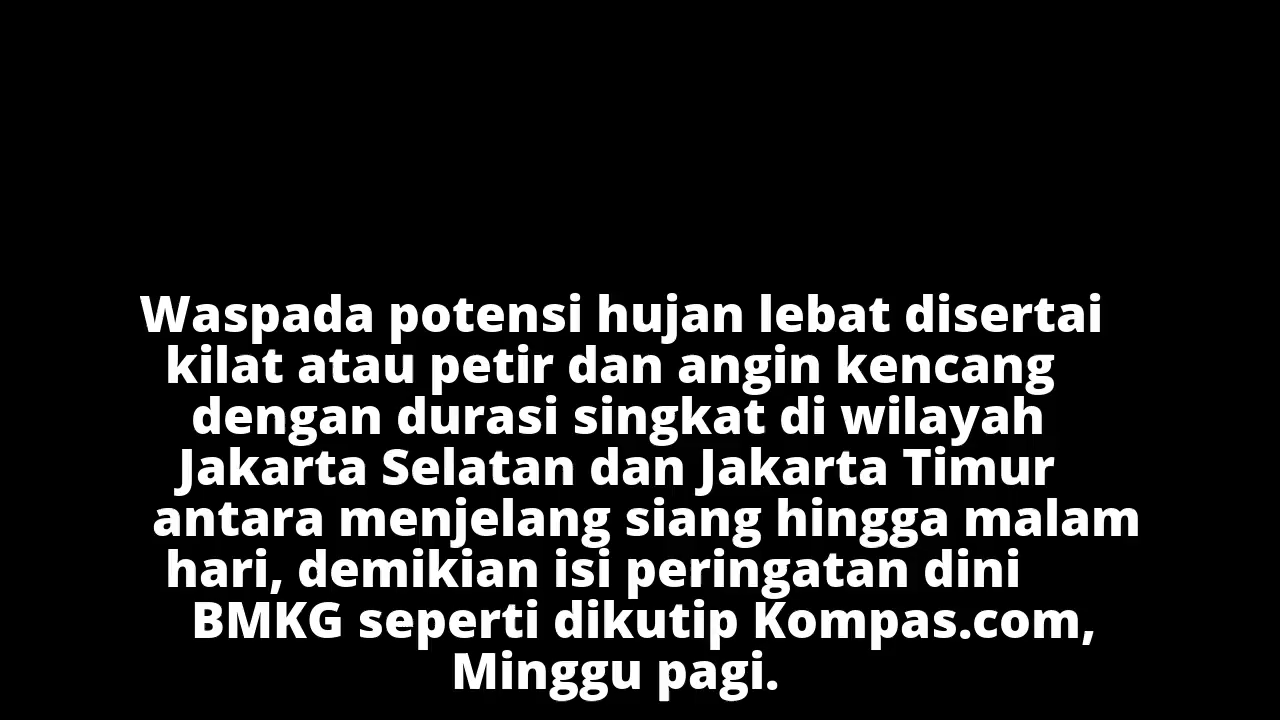 Waspada potensi hujan lebat disertai
kilat atau petir dan angin kencang
dengan durasi singkat di wilayah
Jakarta Selatan dan Jakarta Timur
antara menjelang siang hingga malam
hari, demikian isi peringatan dini
BMKG seperti dikutip Kompas.com,
Minggu pagi.